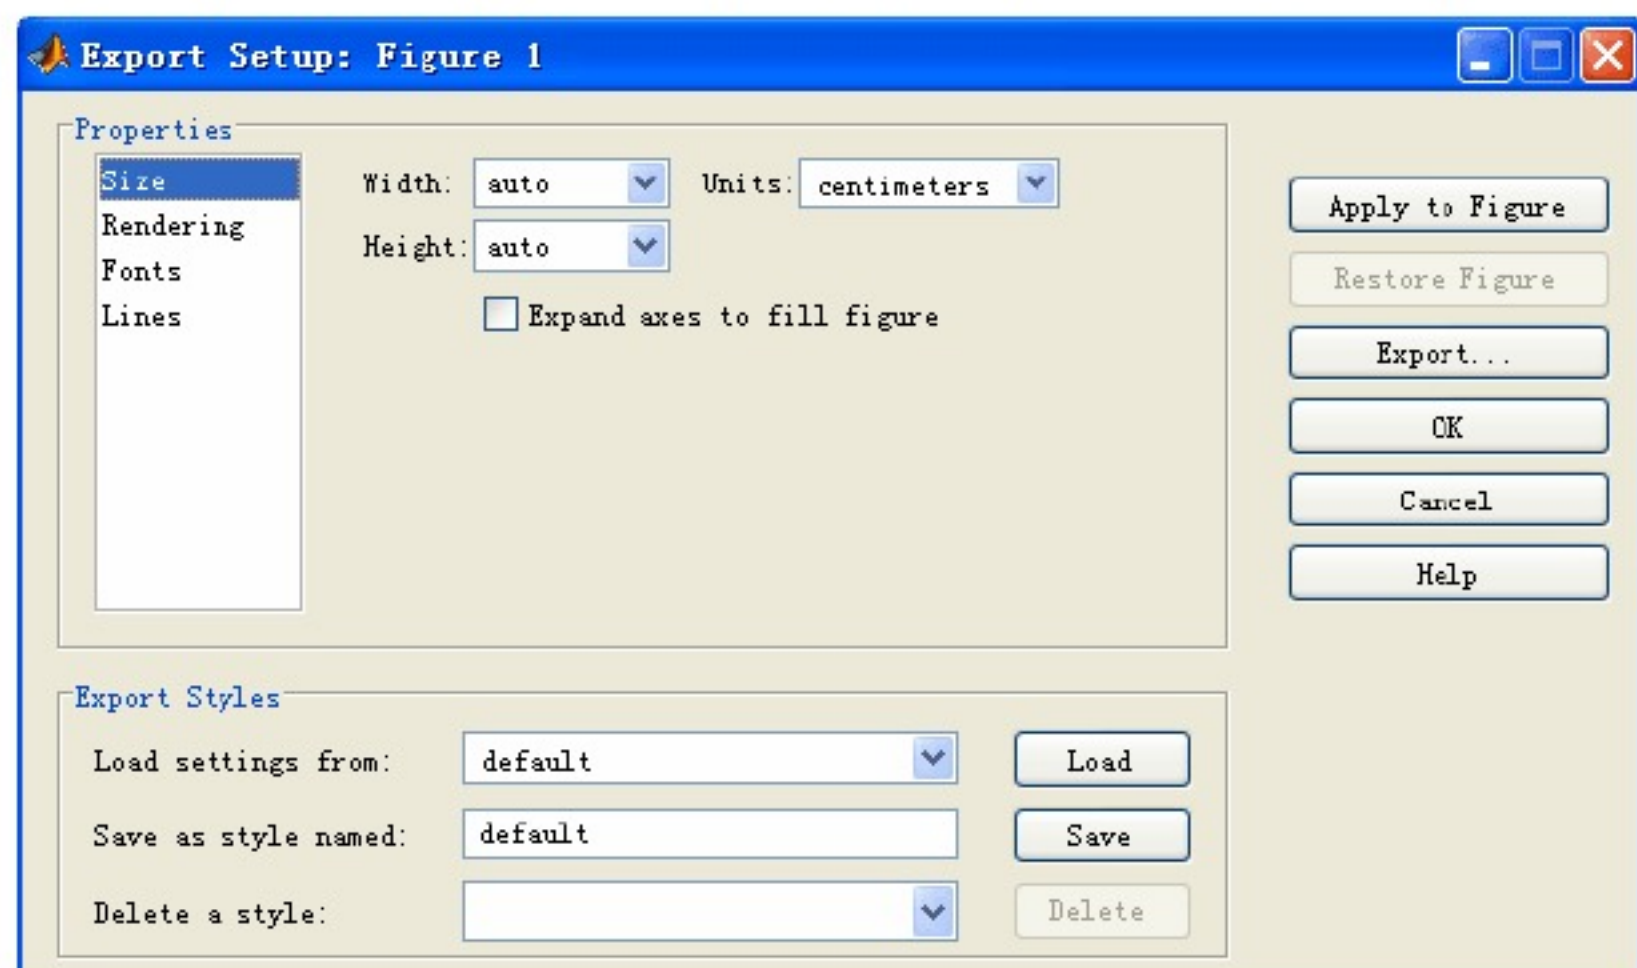 Export Setup: Figure 1
Properties
Size
Rendering
Fonts
Lines
Width: auto Units: centimeters
Height: auto
Expand axes to fill figure
Apply to Figure
Restore Figure
Export...
OK
Cancel
Help
Export Styles
Load settings from: default Load
Save as style named: default Save
Delete a style: Delete